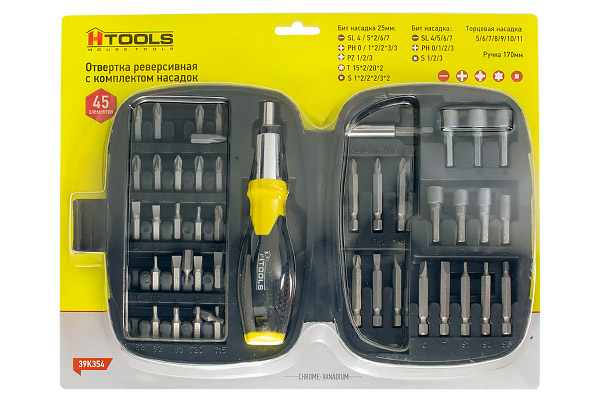 HTOOLS
HOUSE TOOLS
Отвертка реверсивная
с комплектом насадок
45
элементов
Бит насадка 25мм:
SL 4 / 5*2/6/7
PH 0 / 1*2/2*3/3
PZ 1/2/3
T 15*2/20*2
S 1*2/2*2/3*2
Бит насадка:
SL 4/5/6/7
PH 0/1/2/3
S 1/2/3
Торцевая насадка:
5/6/7/8/9/10/11
Ручка 170мм
HTOOLS
39K354
CHROME-VANADIUM